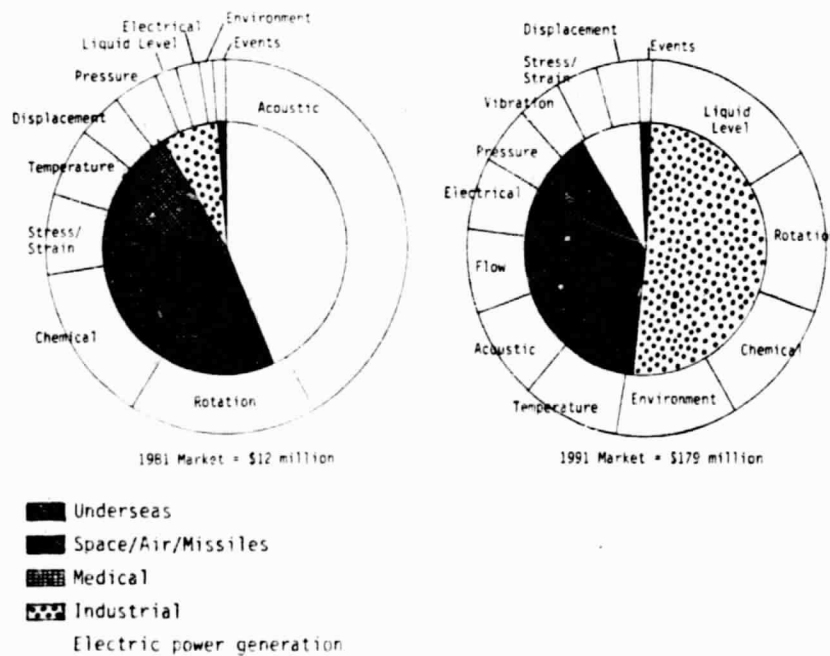 Electrical
Environment
Liquid Level
Events
Pressure
Acoustic
Displacement
Temperature
Stress/
Strain
Chemical
Rotation
1981 Market = $12 million
Displacement
Events
Stress/
Strain
Liquid
Level
Vibration
Pressure
Electrical
Rotation
Flow
Chemical
Acoustic
Environment
Temperature
1991 Market = $179 million
Underseas
Space/Air/Missiles
Medical
Industrial
Electric power generation